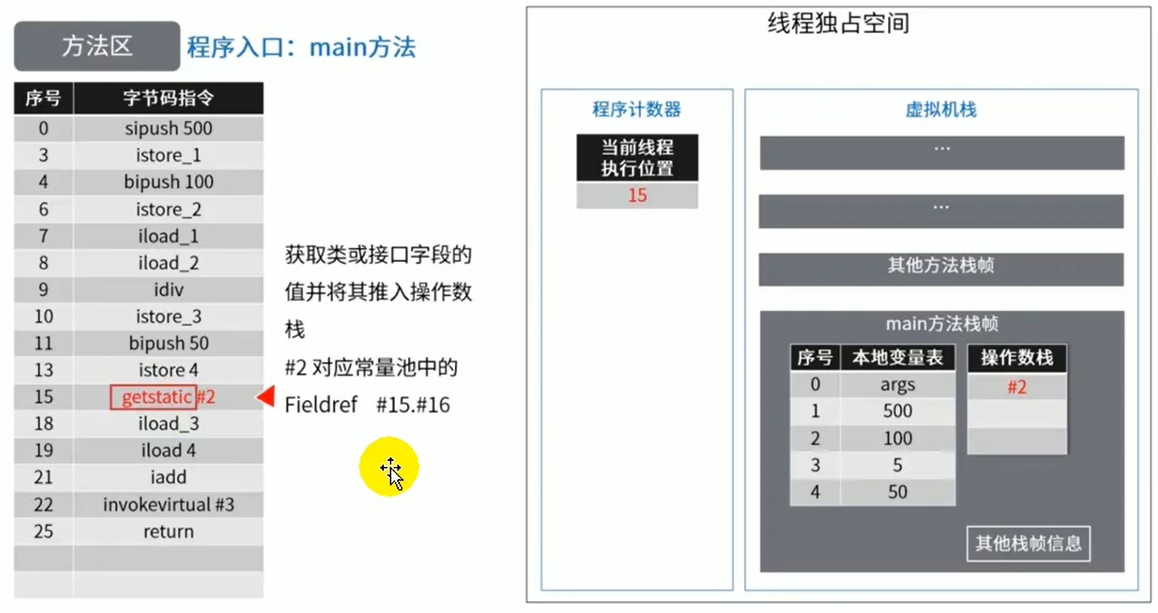 方法区 程序入口：main方法
序号 字节码指令
0 sipush 500
3 istore_1
4 bipush 100
6 istore_2
7 iload_1
8 iload_2
9 idiv
10 istore_3
11 bipush 50
13 istore 4
15 getstatic #2
18 iload_3
19 iload 4
21 iadd
22 invokevirtual #3
25 return
获取类或接口字段的
值并将其推入操作数
栈
#2 对应常量池中的
Fieldref #15.#16
线程独占空间
程序计数器
当前线程
执行位置
15
虚拟机栈
...
...
其他方法栈帧
main方法栈帧
序号 本地变量表
0 args
1 500
2 100
3 5
4 50
操作数栈
#2
其他栈帧信息